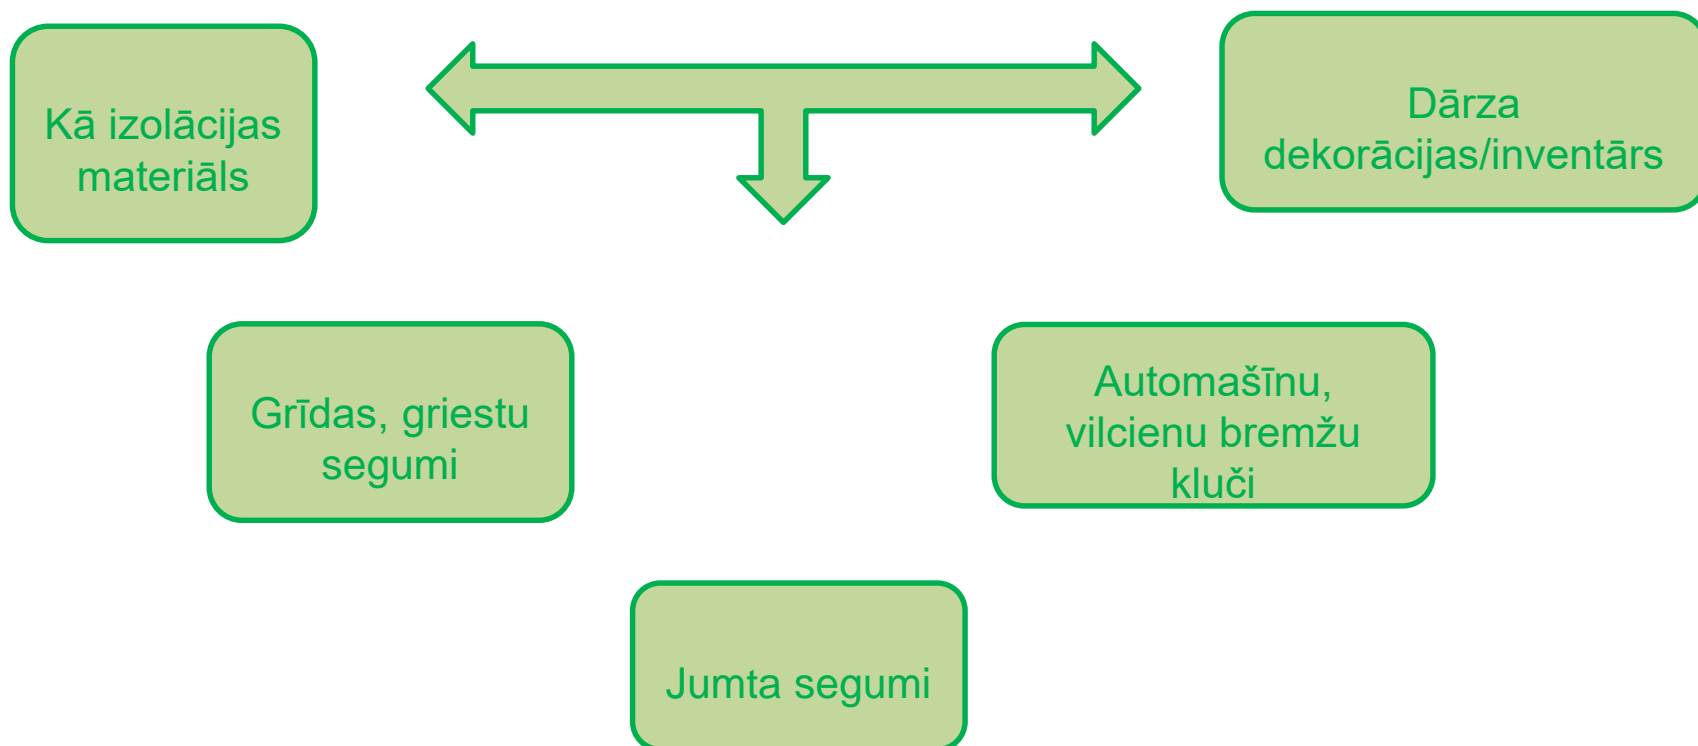 Kā izolācijas
materiāls
Dārza
dekorācijas/inventārs
Grīdas, griestu
segumi
Automašīnu,
vilcienu bremžu
kluči
Jumta segumi